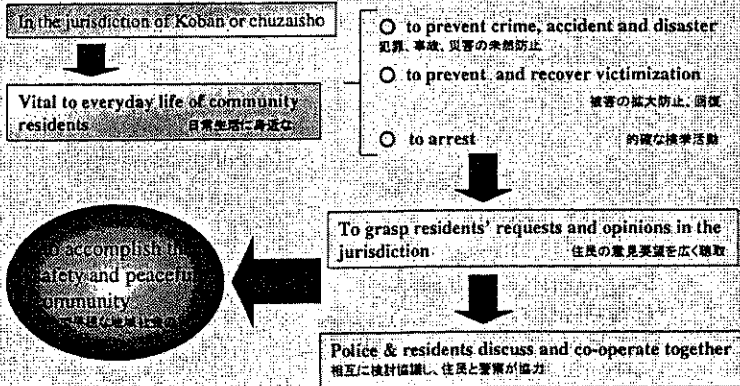 In the jurisdiction of Koban or chuzaisho
Vital to everyday life of community
residents 日常生活に身近な
○ to prevent crime, accident and disaster
犯罪、事故、災害の未然防止
○ to prevent and recover victimization
被害の拡大防止、回復
○ to arrest 的確な検挙活動
To grasp residents' requests and opinions in the
jurisdiction 住民の意見要望を広く聴取
to accomplish the
safety and peaceful
community
Police & residents discuss and co-operate together
相互に検討協議し、住民と警察が協力